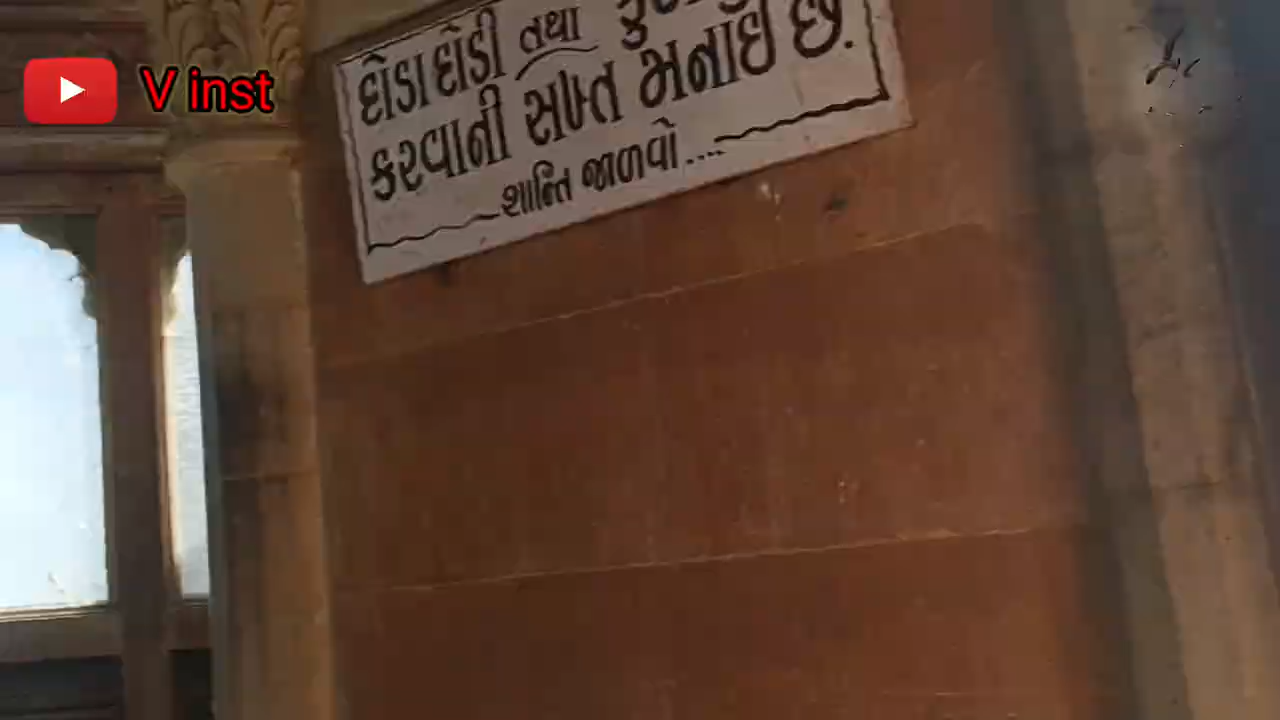 V inst
દોડાદોડી તથા
કરવાની સખ્ત મનાઈ છે.
શાન્તિ જાળવો....